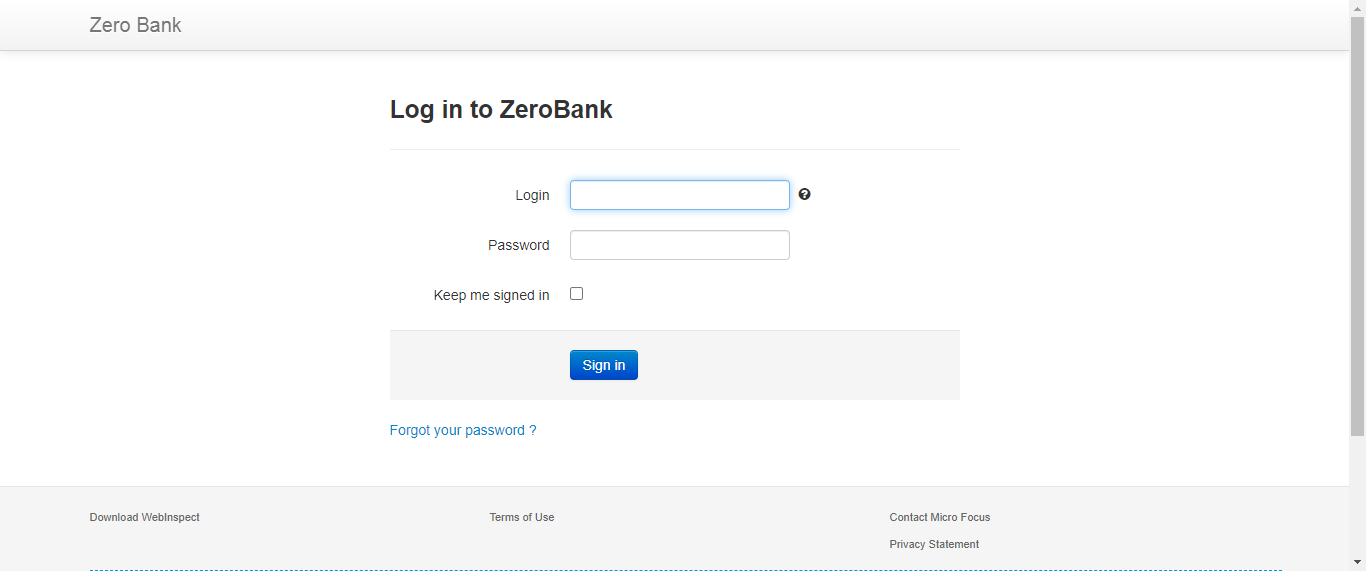 Zero Bank
Log in to ZeroBank
Login
Password
Keep me signed in
Sign in
Forgot your password ?
Download WebInspect
Terms of Use
Contact Micro Focus
Privacy Statement